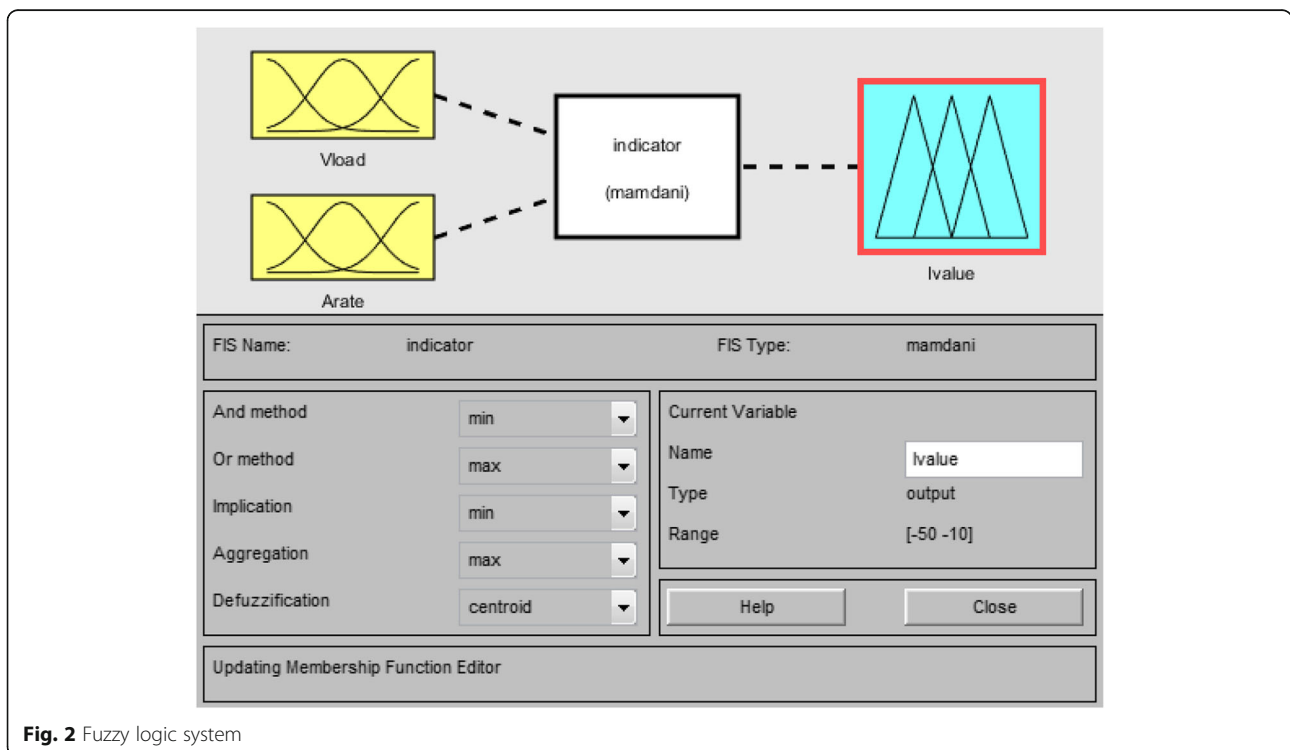 Vload
Arate
indicator
(mamdani)
Ivalue
FIS Name: indicator FIS Type: mamdani
And method min
Or method max
Implication min
Aggregation max
Defuzzification centroid
Current Variable
Name Ivalue
Type output
Range [-50 -10]
Help Close
Updating Membership Function Editor
Fig. 2 Fuzzy logic system